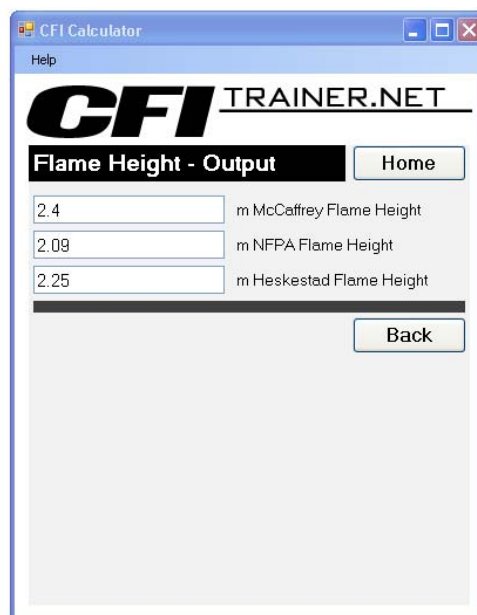 CFI Calculator
Help
CFI TRAINER.NET
Flame Height - Output Home
2.4 m McCaffrey Flame Height
2.09 m NFPA Flame Height
2.25 m Heskestad Flame Height
Back